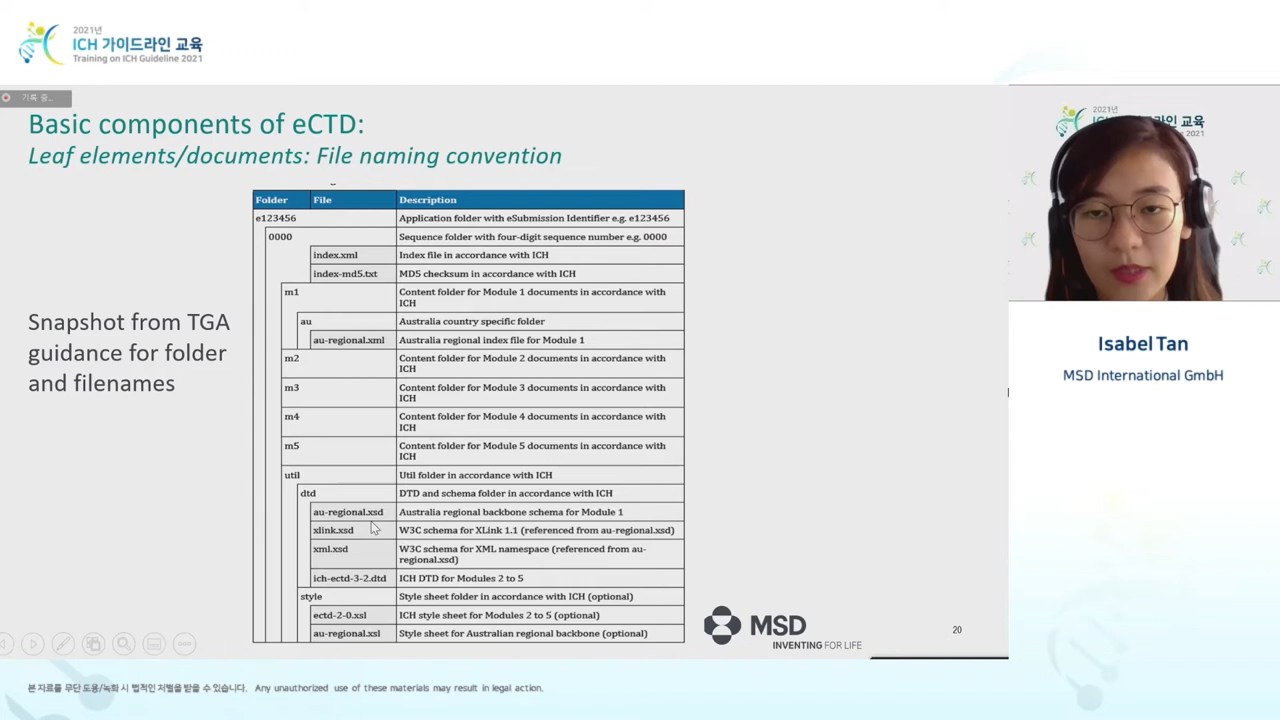 2021년
ICH 가이드라인 교육
Training on ICH Guideline 2021
기록 중...
Basic components of eCTD:
Leaf elements/documents: File naming convention
Snapshot from TGA
guidance for folder
and filenames
Folder File Description
e123456 Application folder with eSubmission Identifier e.g. e123456
0000 Sequence folder with four-digit sequence number e.g. 0000
index.xml Index file in accordance with ICH
index-md5.txt MD5 checksum in accordance with ICH
m1 Content folder for Module 1 documents in accordance with
ICH
au Australia country specific folder
au-regional.xml Australia regional index file for Module 1
m2 Content folder for Module 2 documents in accordance with
ICH
m3 Content folder for Module 3 documents in accordance with
ICH
m4 Content folder for Module 4 documents in accordance with
ICH
m5 Content folder for Module 5 documents in accordance with
ICH
util Util folder in accordance with ICH
dtd DTD and schema folder in accordance with ICH
au-regional.xsd Australia regional backbone schema for Module 1
xlink.xsd W3C schema for XLink 1.1 (referenced from au-regional.xsd)
xml.xsd W3C schema for XML namespace (referenced from au-
regional.xsd)
ich-ectd-3-2.dtd ICH DTD for Modules 2 to 5
style Style sheet folder in accordance with ICH (optional)
ectd-2-0.xsl ICH style sheet for Modules 2 to 5 (optional)
au-regional.xsl Style sheet for Australian regional backbone (optional)
MSD
INVENTING FOR LIFE
20
2021년
Isabel Tan
MSD International GmbH
본 자료를 무단 도용/녹화 시 법적인 처벌을 받을 수 있습니다. Any unauthorized use of these materials may result in legal action.